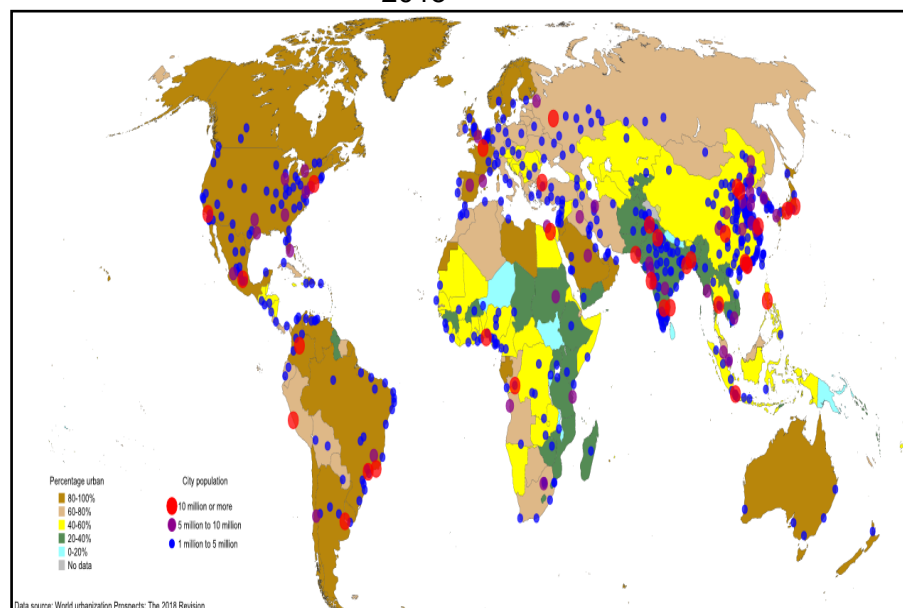 2018
Percentage urban
80-100%
60-80%
40-60%
20-40%
0-20%
No data
City population
10 million or more
5 million to 10 million
1 million to 5 million
Data source: World urbanization Prospects: The 2018 Revision